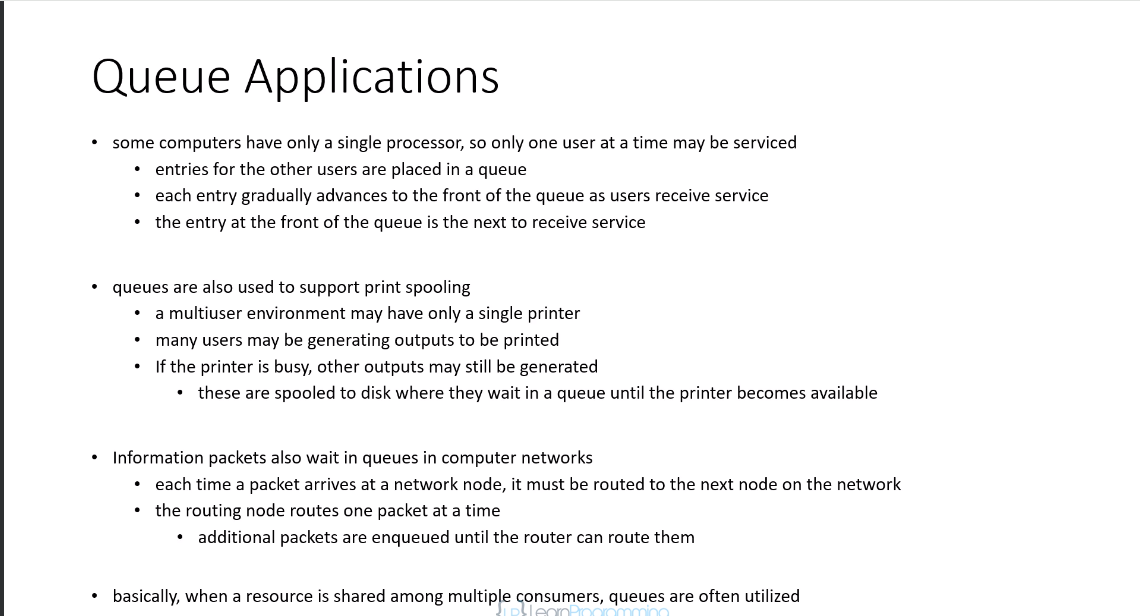 Queue Applications
• some computers have only a single processor, so only one user at a time may be serviced
• entries for the other users are placed in a queue
• each entry gradually advances to the front of the queue as users receive service
• the entry at the front of the queue is the next to receive service
• queues are also used to support print spooling
• a multiuser environment may have only a single printer
• many users may be generating outputs to be printed
• If the printer is busy, other outputs may still be generated
• these are spooled to disk where they wait in a queue until the printer becomes available
• Information packets also wait in queues in computer networks
• each time a packet arrives at a network node, it must be routed to the next node on the network
• the routing node routes one packet at a time
• additional packets are enqueued until the router can route them
• basically, when a resource is shared among multiple consumers, queues are often utilized
{LP} LearnProgramming